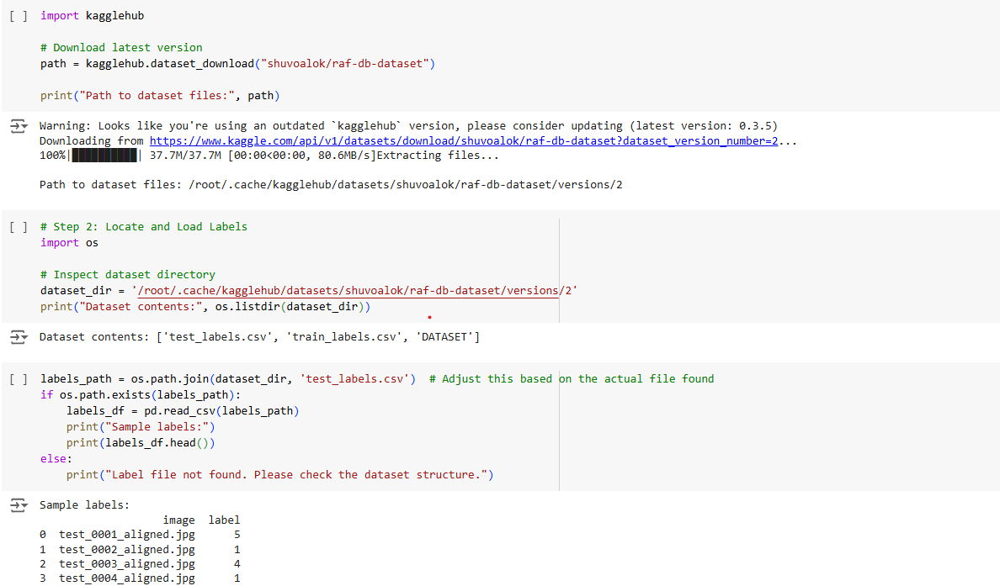 [ ] import kagglehub
# Download latest version
path = kagglehub.dataset_download("shuvoalok/raf-db-dataset")
print("Path to dataset files:", path)
Warning: Looks like you're using an outdated `kagglehub` version, please consider updating (latest version: 0.3.5)
Downloading from https://www.kaggle.com/api/v1/datasets/download/shuvoalok/raf-db-dataset?dataset_version_number=2...
100%|██████████| 37.7M/37.7M [00:00<00:00, 80.6MB/s]Extracting files...
Path to dataset files: /root/.cache/kagglehub/datasets/shuvoalok/raf-db-dataset/versions/2
[ ] # Step 2: Locate and Load Labels
import os
# Inspect dataset directory
dataset_dir = '/root/.cache/kagglehub/datasets/shuvoalok/raf-db-dataset/versions/2'
print("Dataset contents:", os.listdir(dataset_dir))
Dataset contents: ['test_labels.csv', 'train_labels.csv', 'DATASET']
[ ] labels_path = os.path.join(dataset_dir, 'test_labels.csv')  # Adjust this based on the actual file found
if os.path.exists(labels_path):
    labels_df = pd.read_csv(labels_path)
    print("Sample labels:")
    print(labels_df.head())
else:
    print("Label file not found. Please check the dataset structure.")
Sample labels:
                   image  label
0  test_0001_aligned.jpg      5
1  test_0002_aligned.jpg      1
2  test_0003_aligned.jpg      4
3  test_0004_aligned.jpg      1